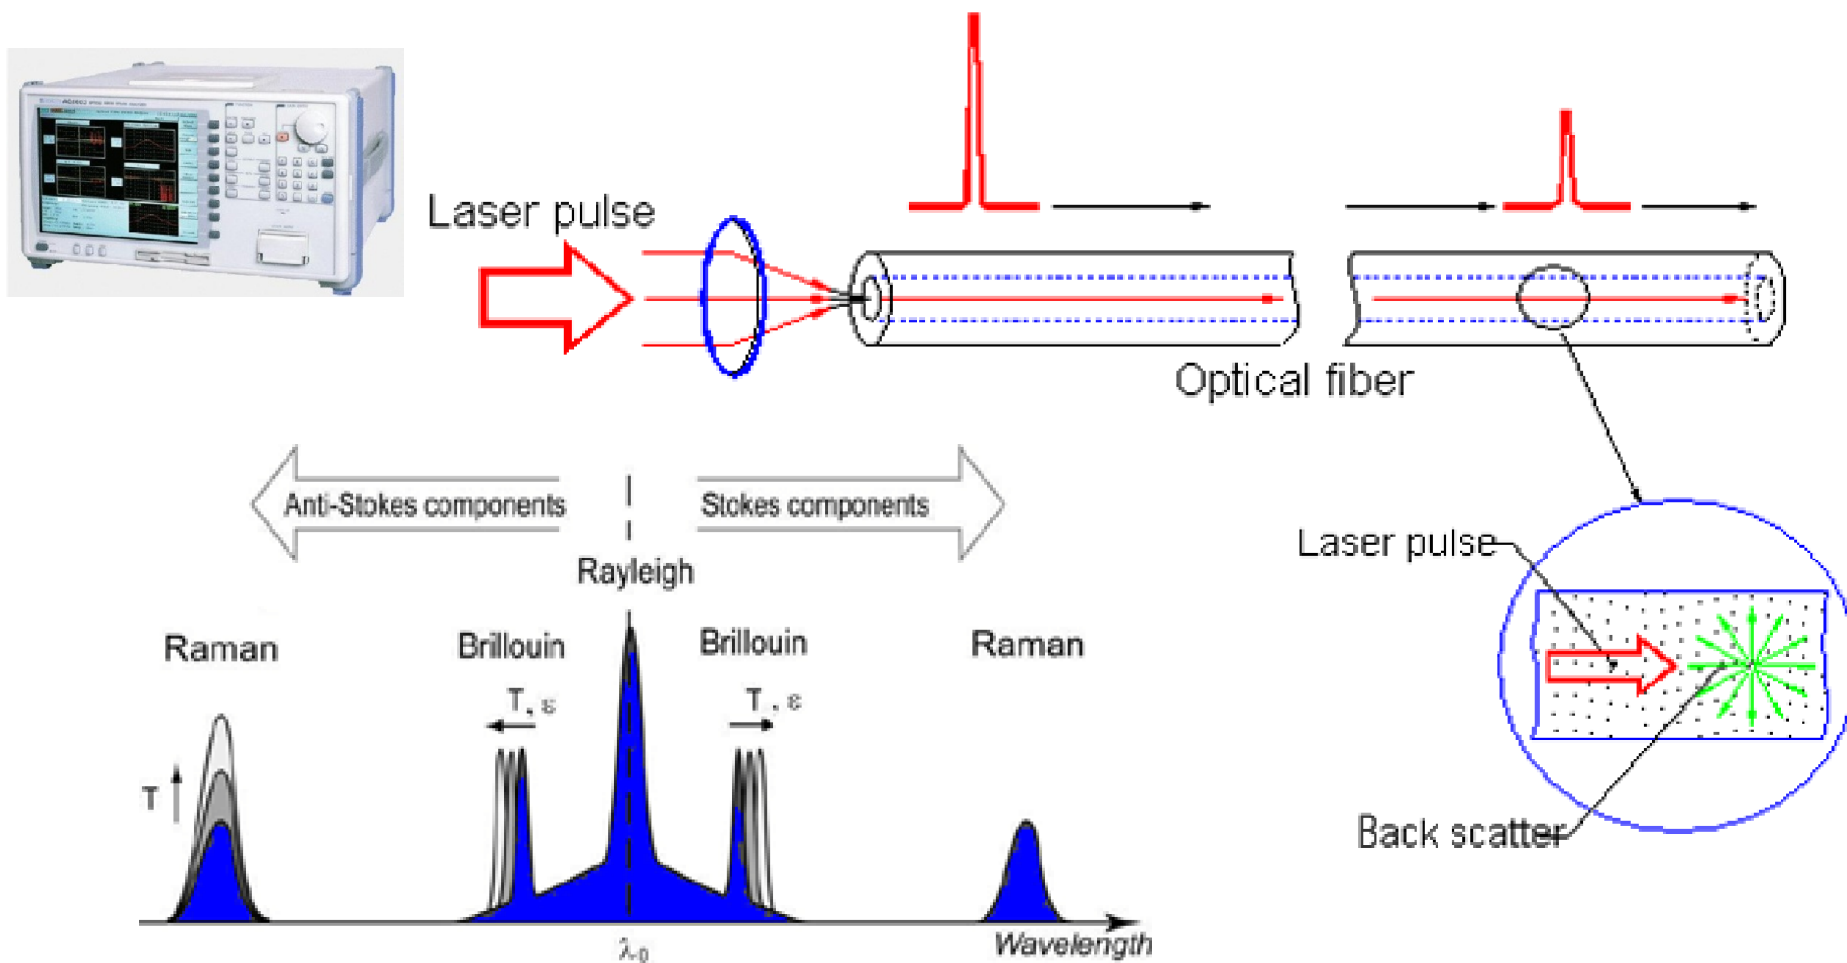 Laser pulse
Optical fiber
Anti-Stokes components
Stokes components
Rayleigh
Laser pulse
Raman
Brillouin
Brillouin
Raman
T, ε
T, ε
T
Back scatter
λ0
Wavelength